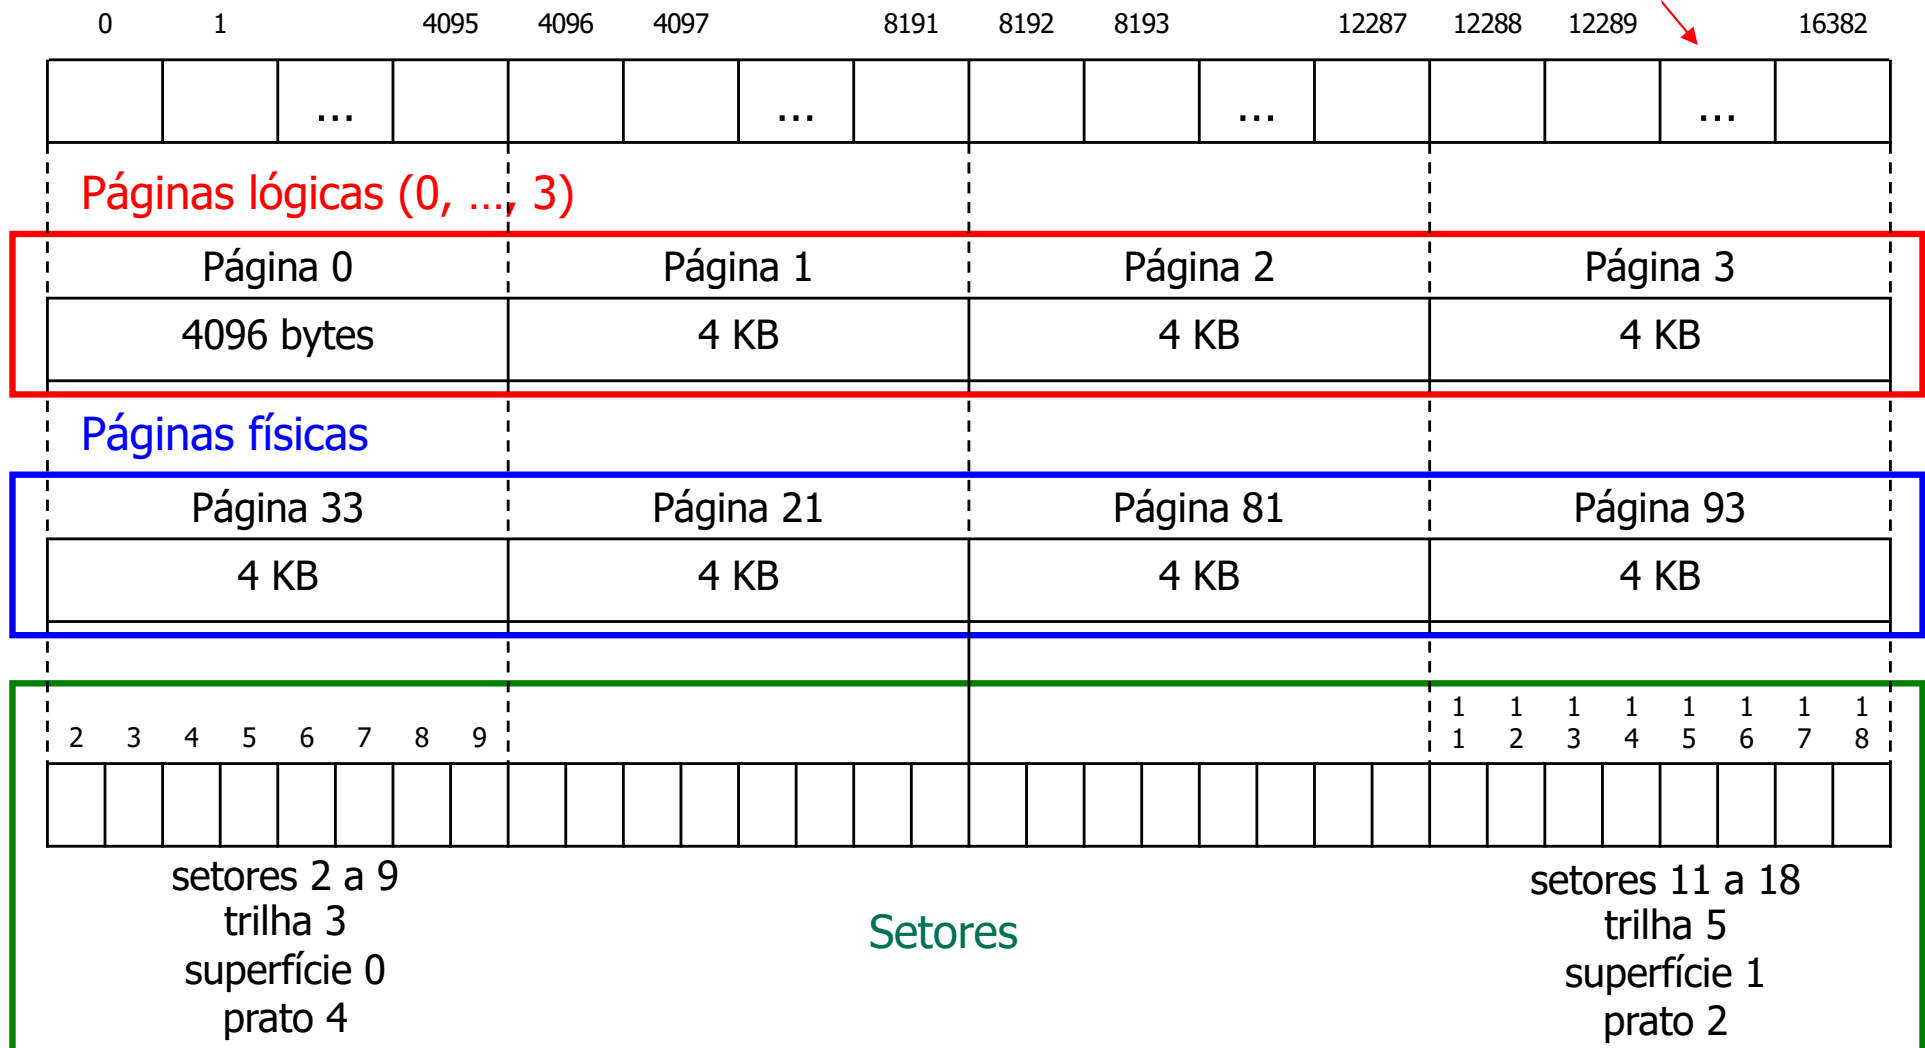 0 1 4095 4096 4097 8191 8192 8193 12287 12288 12289 16382
... ... ... ...
Páginas lógicas (0, ..., 3)
Página 0 Página 1 Página 2 Página 3
4096 bytes 4 KB 4 KB 4 KB
Páginas físicas
Página 33 Página 21 Página 81 Página 93
4 KB 4 KB 4 KB 4 KB
2 3 4 5 6 7 8 9 11 12 13 14 15 16 17 18
setores 2 a 9
trilha 3
superfície 0
prato 4
Setores
setores 11 a 18
trilha 5
superfície 1
prato 2